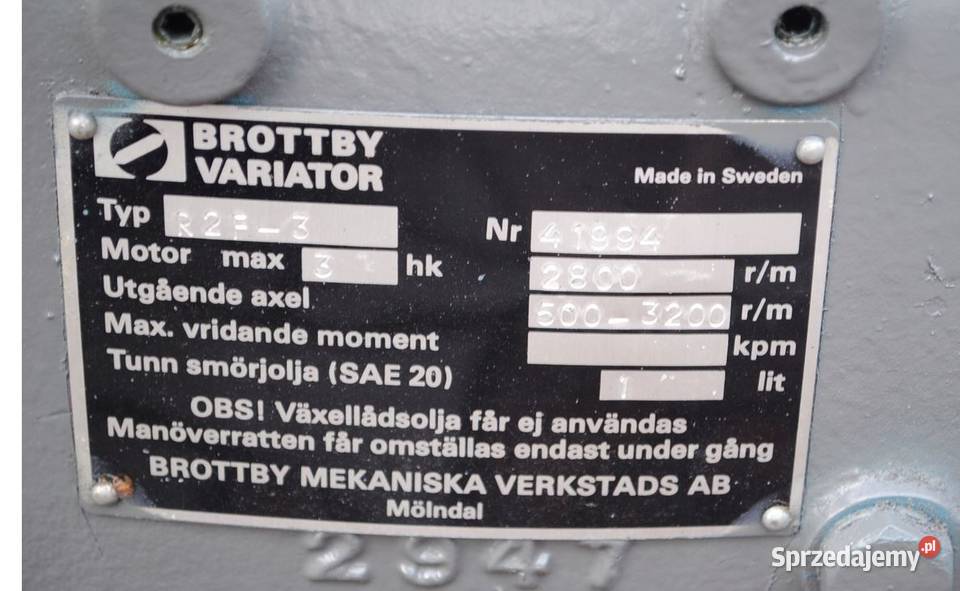 BROTTBY
VARIATOR
Made in Sweden
Typ R2F-3 Nr 41994
Motor max 3 hk 2800 r/m
Utgående axel 500-3200 r/m
Max. vridande moment kpm
Tunn smörjolja (SAE 20) 1 lit
OBS! Växellådsolja får ej användas
Manöverratten får omställas endast under gång
BROTTBY MEKANISKA VERKSTADS AB
Mölndal
2947
Sprzedajemy.pl